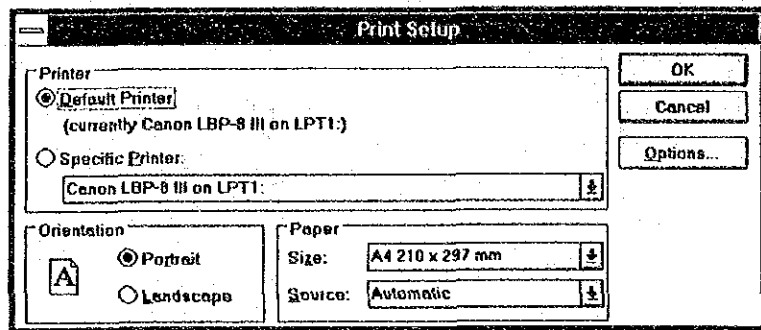 Print Setup
Printer
Default Printer
(currently Canon LBP-8 III on LPT1:)
Specific Printer:
Canon LBP-8 III on LPT1:
OK
Cancel
Options...
Orientation
A
Portrait
Landscape
Paper
Size: A4 210 x 297 mm
Source: Automatic